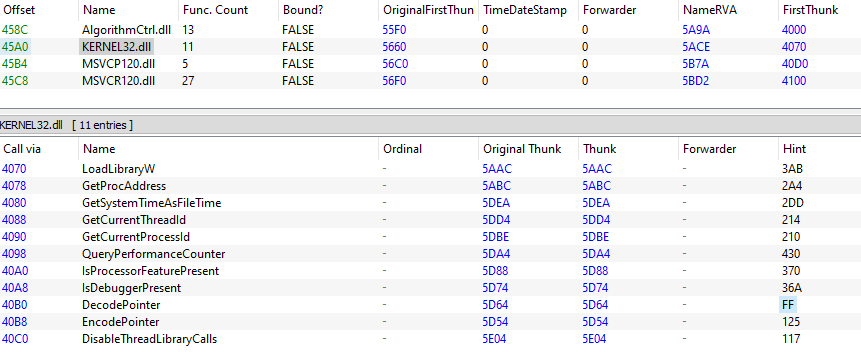 Offset Name Func. Count Bound? OriginalFirstThun TimeDateStamp Forwarder NameRVA FirstThunk
458C AlgorithmCtrl.dll 13 FALSE 55F0 0 0 5A9A 4000
45A0 KERNEL32.dll 11 FALSE 5660 0 0 5ACE 4070
45B4 MSVCP120.dll 5 FALSE 56C0 0 0 5B7A 40D0
45C8 MSVCR120.dll 27 FALSE 56F0 0 0 5BD2 4100
KERNEL32.dll [ 11 entries ]
Call via Name Ordinal Original Thunk Thunk Forwarder Hint
4070 LoadLibraryW - 5AAC 5AAC - 3AB
4078 GetProcAddress - 5ABC 5ABC - 2A4
4080 GetSystemTimeAsFileTime - 5DEA 5DEA - 2DD
4088 GetCurrentThreadId - 5DD4 5DD4 - 214
4090 GetCurrentProcessId - 5DBE 5DBE - 210
4098 QueryPerformanceCounter - 5DA4 5DA4 - 430
40A0 IsProcessorFeaturePresent - 5D88 5D88 - 370
40A8 IsDebuggerPresent - 5D74 5D74 - 36A
40B0 DecodePointer - 5D64 5D64 - FF
40B8 EncodePointer - 5D54 5D54 - 125
40C0 DisableThreadLibraryCalls - 5E04 5E04 - 117